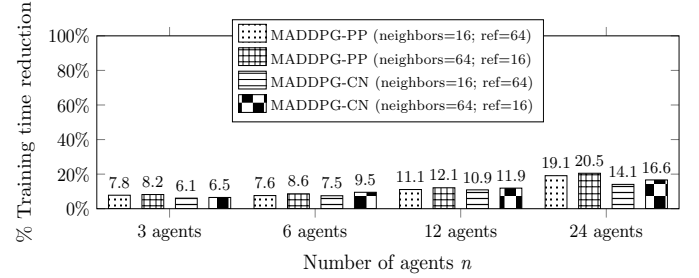 % Training time reduction
100%
80%
60%
40%
20%
0%
MADDPG-PP (neighbors=16; ref=64)
MADDPG-PP (neighbors=64; ref=16)
MADDPG-CN (neighbors=16; ref=64)
MADDPG-CN (neighbors=64; ref=16)
7.8 8.2 6.1 6.5 7.6 8.6 7.5 9.5 11.1 12.1 10.9 11.9 19.1 20.5 14.1 16.6
3 agents 6 agents 12 agents 24 agents
Number of agents n